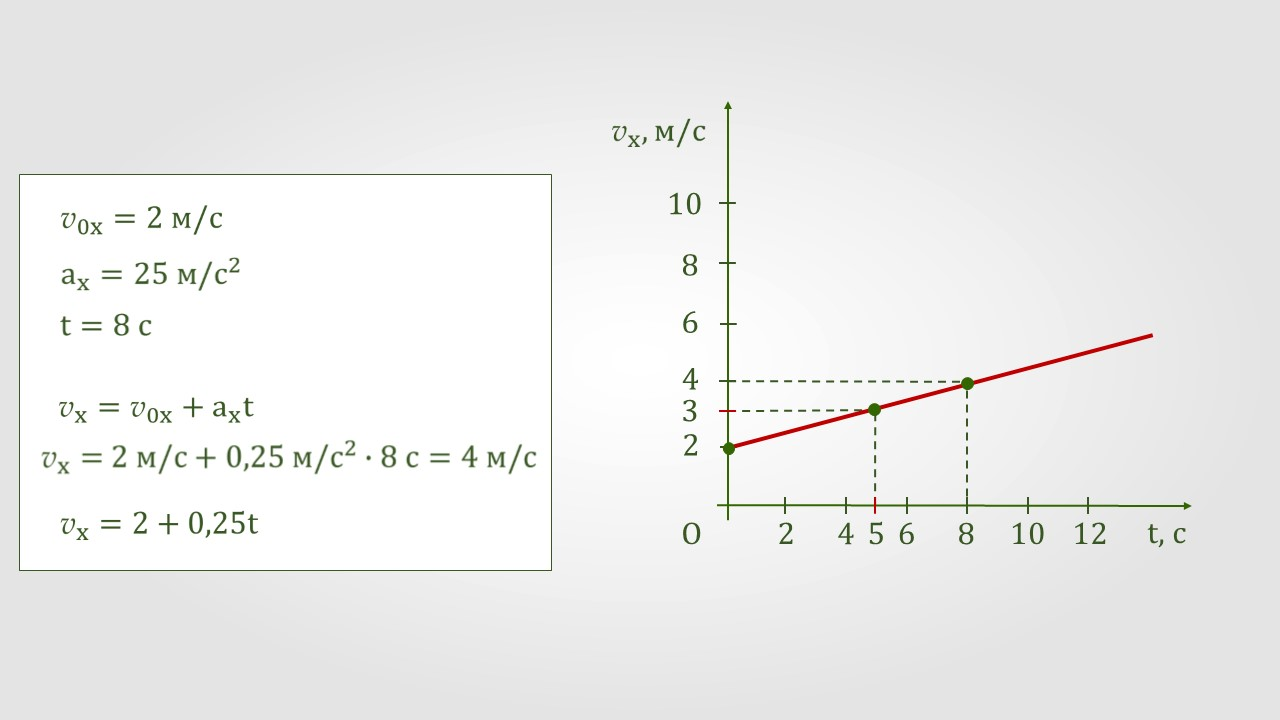 v₀ₓ = 2 м/с
aₓ = 25 м/с²
t = 8 с
vₓ = v₀ₓ + aₓt
vₓ = 2 м/с + 0,25 м/с² · 8 с = 4 м/с
vₓ = 2 + 0,25t
vₓ, м/с
10
8
6
4
3
2
O 2 4 5 6 8 10 12 t, с